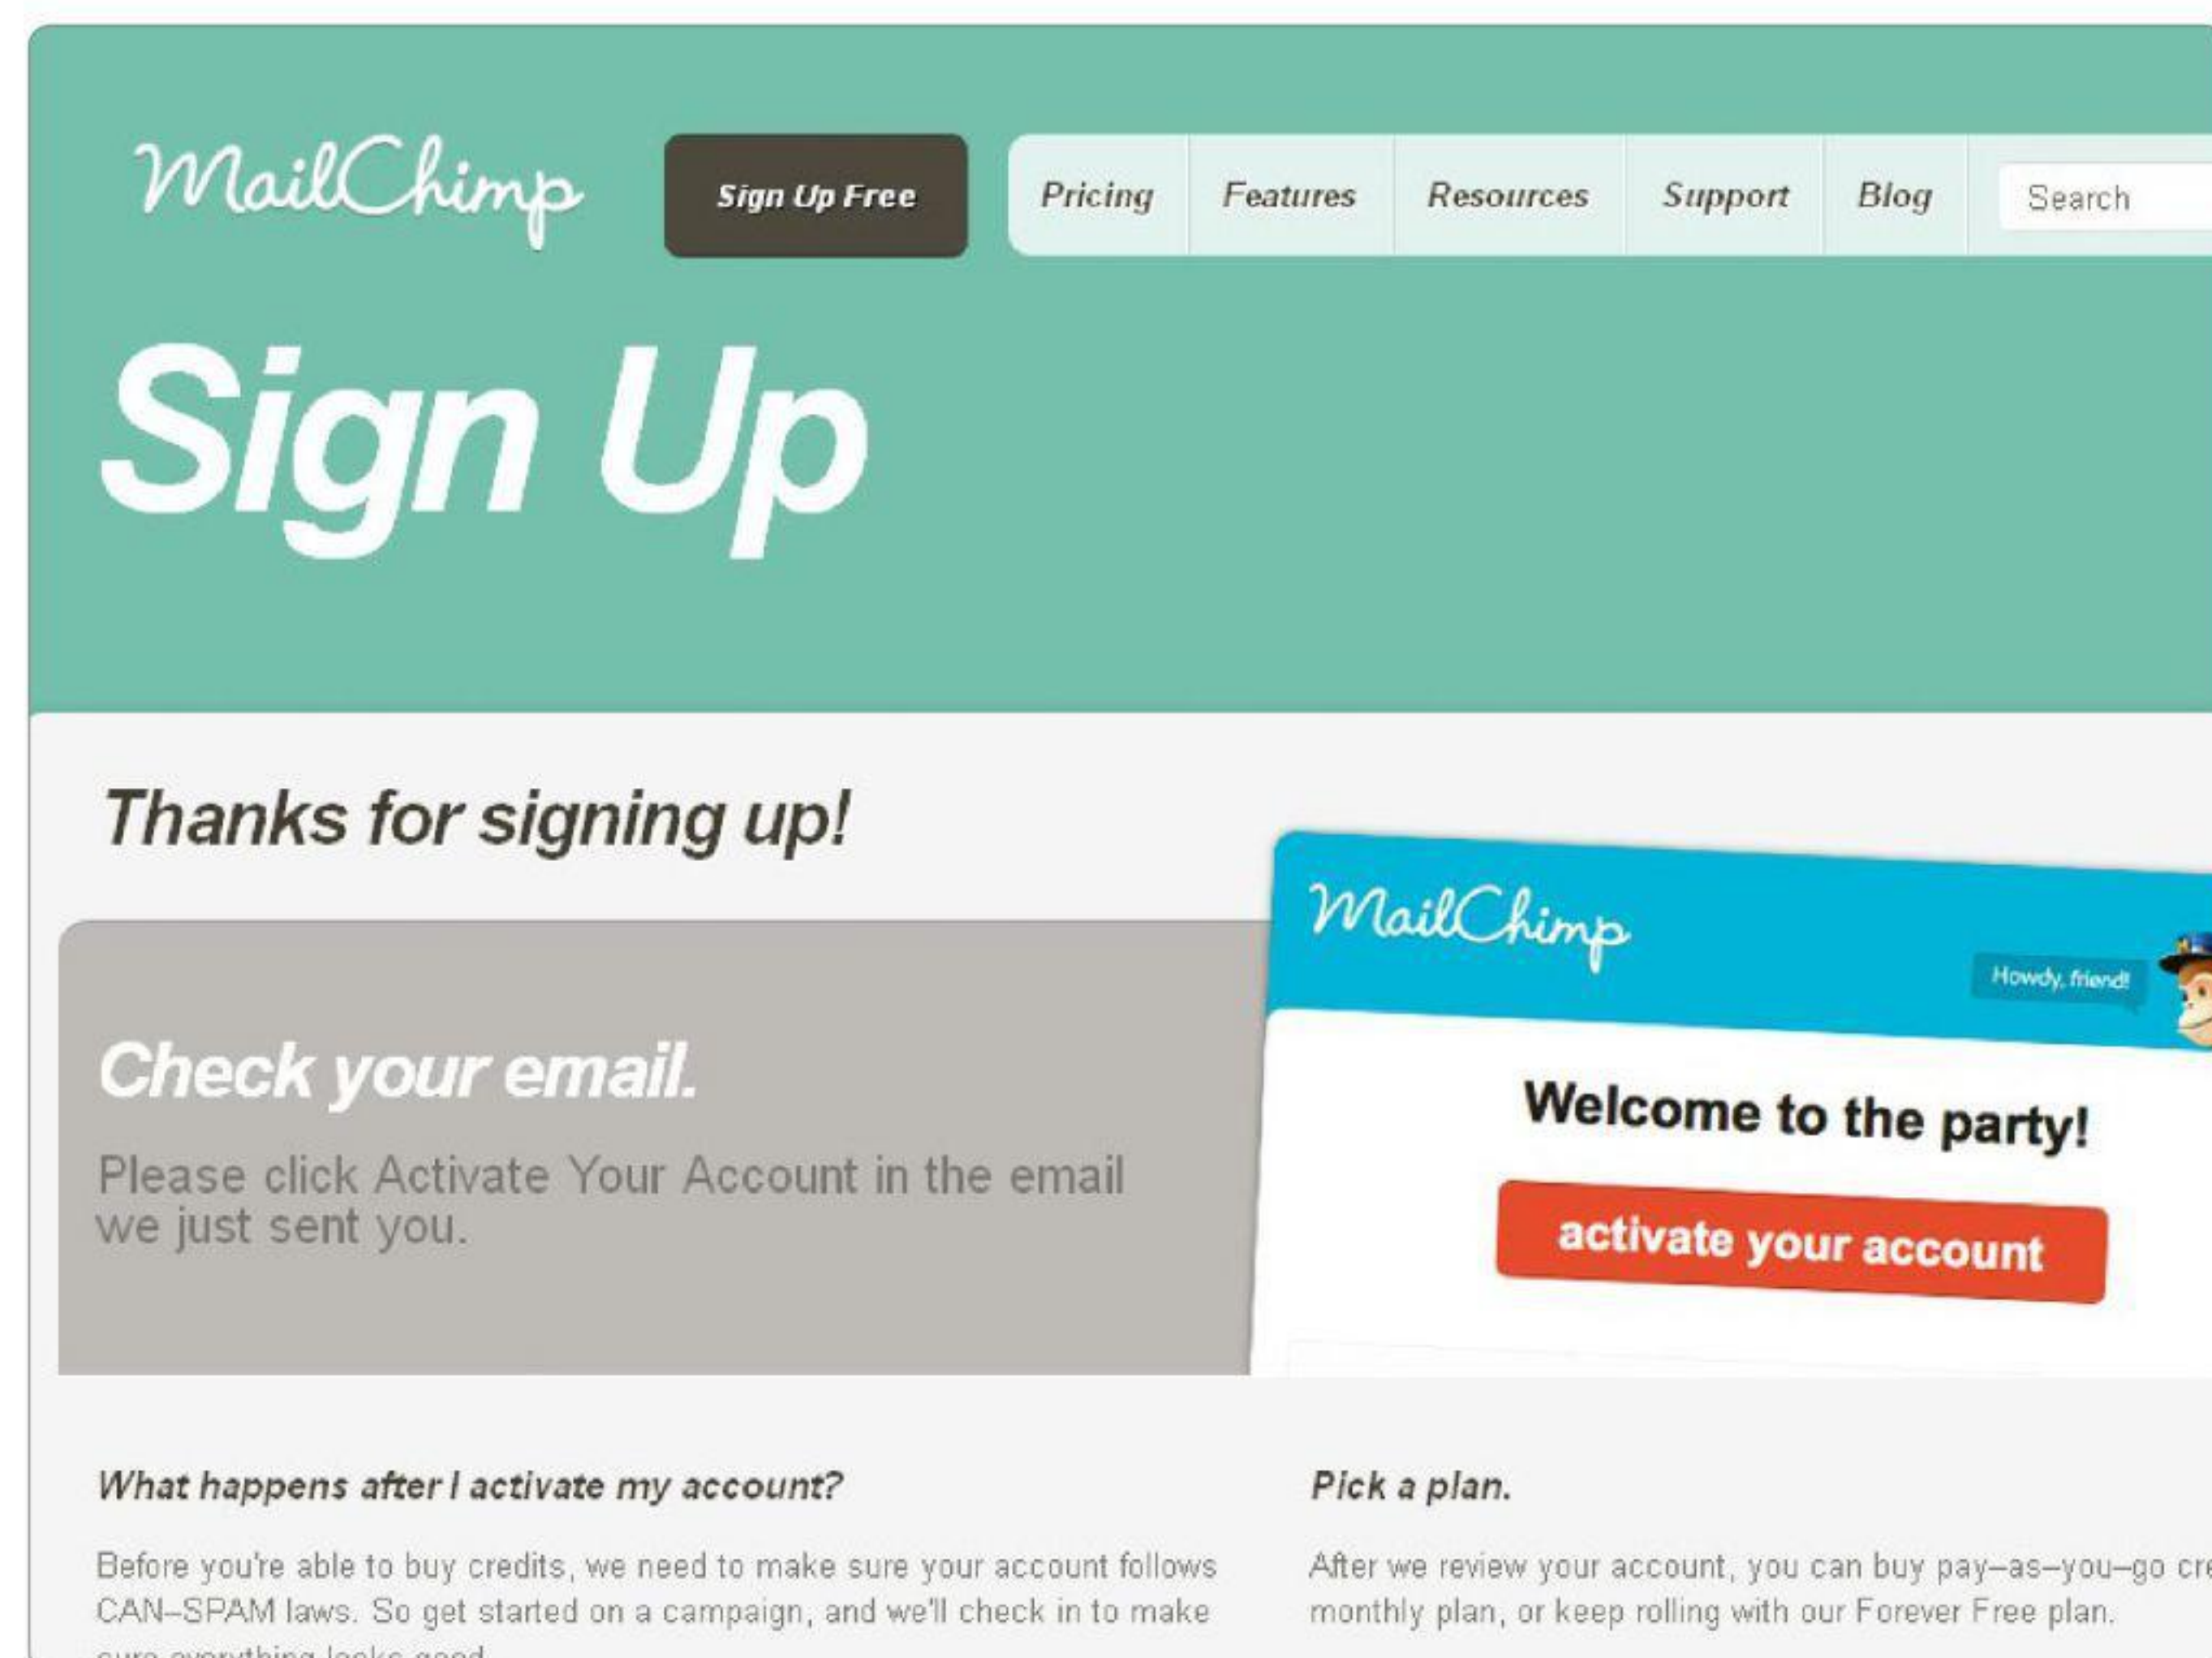 MailChimp
Sign Up Free
Pricing
Features
Resources
Support
Blog
Search
Sign Up
Thanks for signing up!
MailChimp
Howdy, friend!
Check your email.
Welcome to the party!
Please click Activate Your Account in the email
we just sent you.
activate your account
What happens after I activate my account?
Before you're able to buy credits, we need to make sure your account follows
CAN–SPAM laws. So get started on a campaign, and we'll check in to make
sure everything looks good.
Pick a plan.
After we review your account, you can buy pay–as–you–go
monthly plan, or keep rolling with our Forever Free plan.